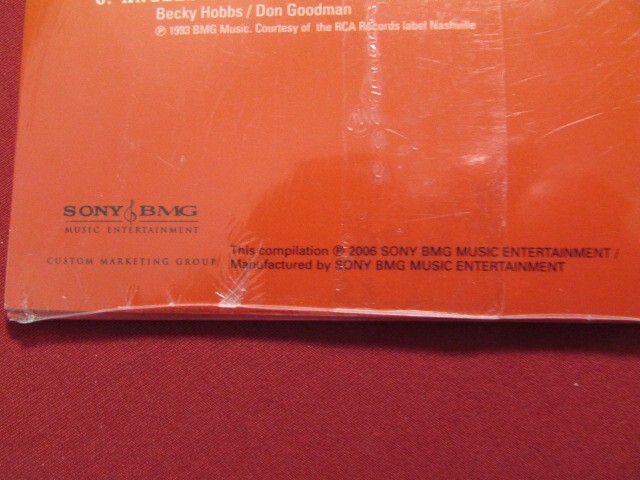 Becky Hobbs / Don Goodman
℗ 1993 BMG Music. Courtesy of the RCA Records label Nashville
SONY BMG
MUSIC ENTERTAINMENT
CUSTOM MARKETING GROUP
This compilation ℗ 2006 SONY BMG MUSIC ENTERTAINMENT /
Manufactured by SONY BMG MUSIC ENTERTAINMENT